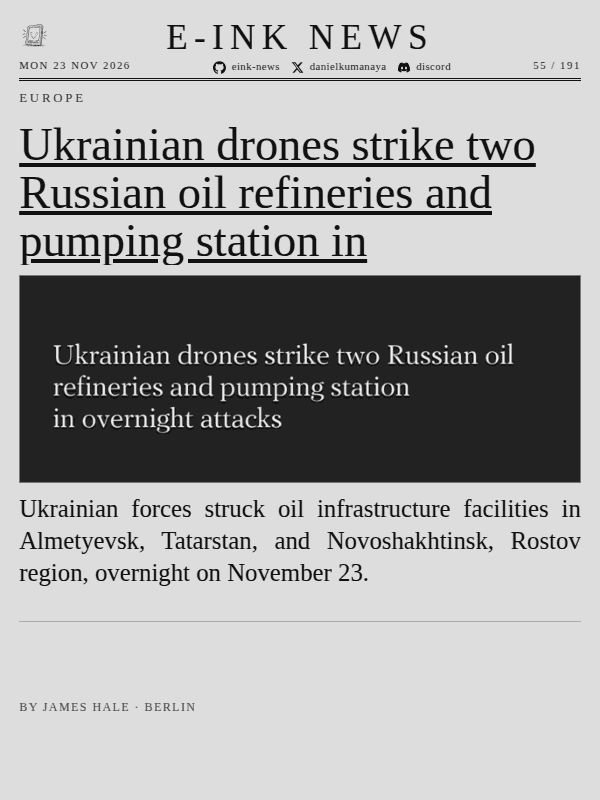 E-INK NEWS
MON 23 NOV 2026
eink-news danielkumanaya discord
55 / 191
EUROPE
Ukrainian drones strike two
Russian oil refineries and
pumping station in
Ukrainian drones strike two Russian oil
refineries and pumping station
in overnight attacks
Ukrainian forces struck oil infrastructure facilities in
Almetyevsk, Tatarstan, and Novoshakhtinsk, Rostov
region, overnight on November 23.
BY JAMES HALE · BERLIN